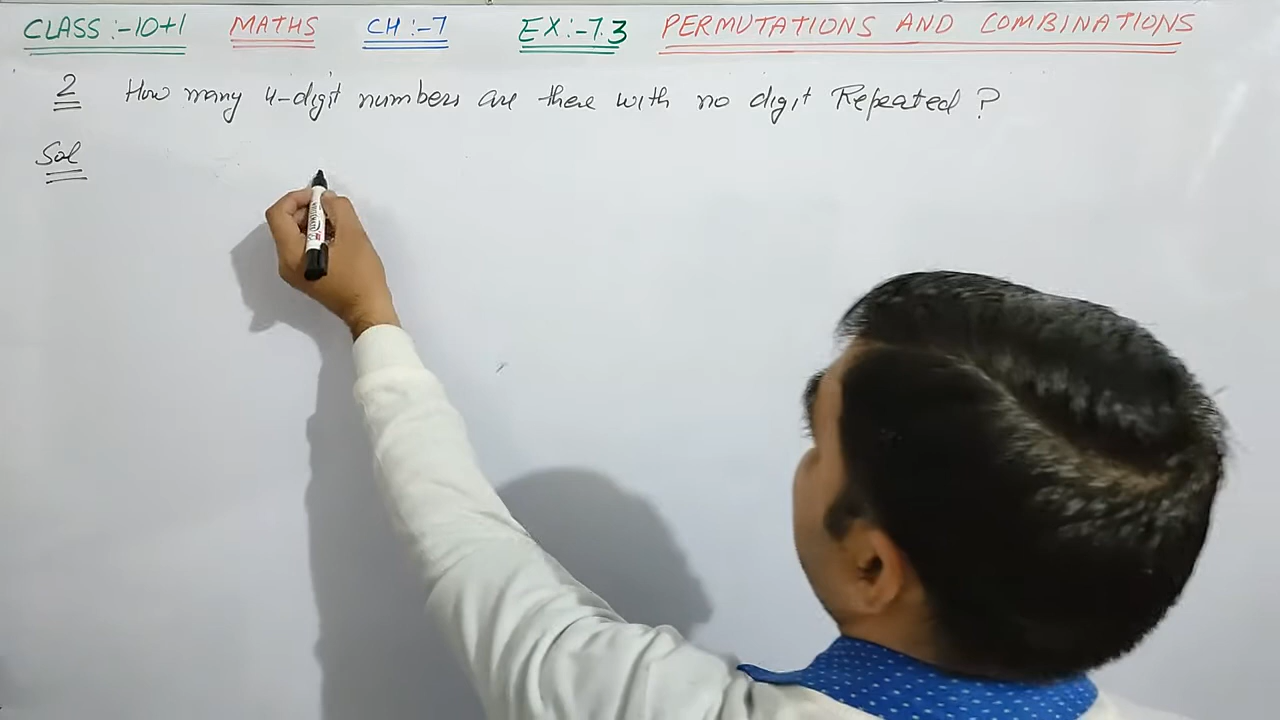 CLASS :-10+1 MATHS CH :-7 EX:-7.3 PERMUTATIONS AND COMBINATIONS
2 How many 4-digit numbers are there with no digit Repeated ?
Sol